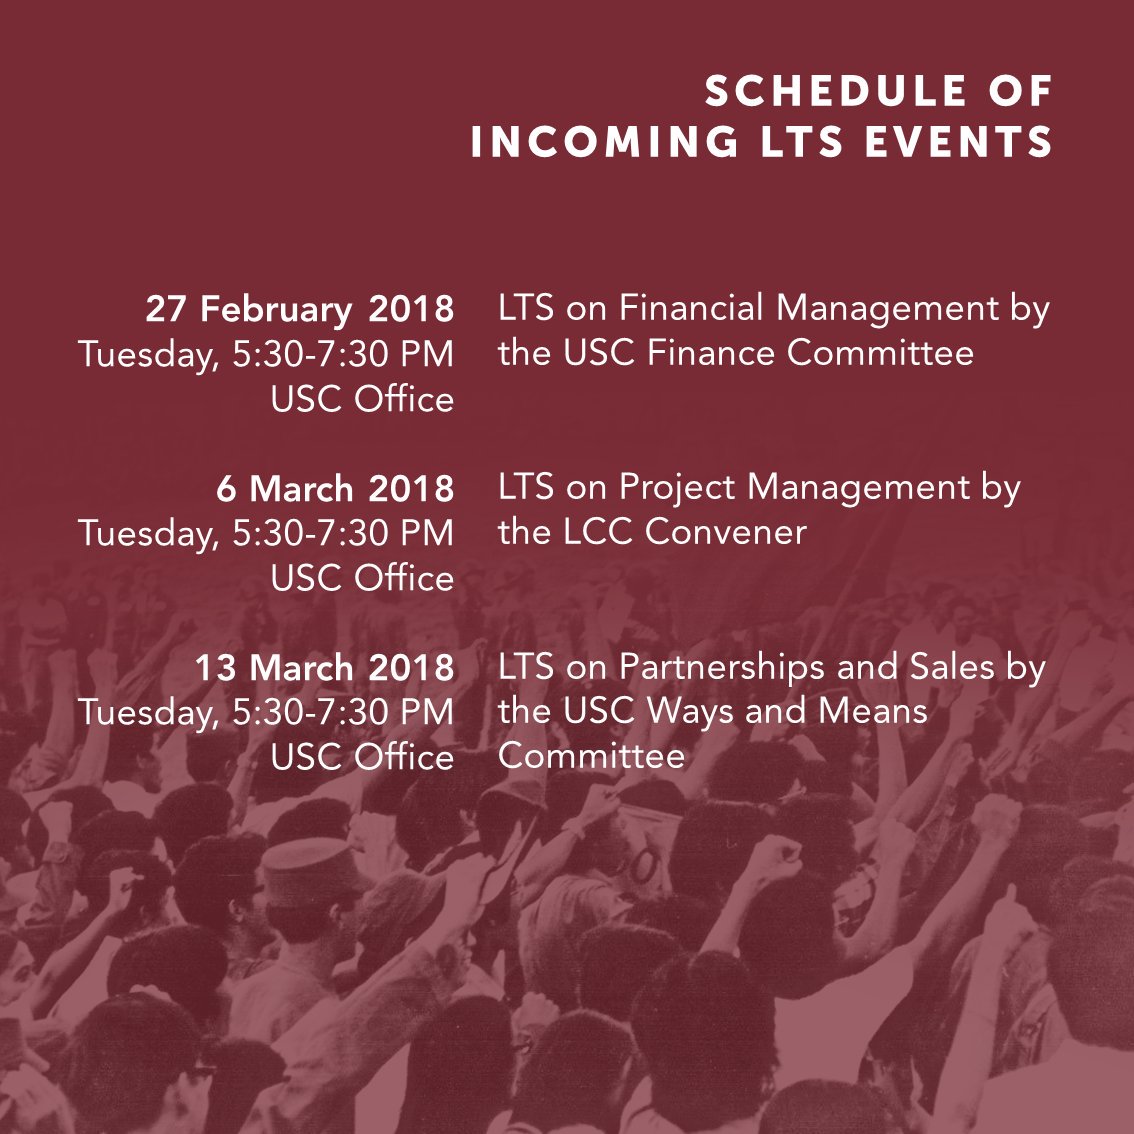 SCHEDULE OF
INCOMING LTS EVENTS
27 February 2018
Tuesday, 5:30-7:30 PM
USC Office
LTS on Financial Management by
the USC Finance Committee
6 March 2018
Tuesday, 5:30-7:30 PM
USC Office
LTS on Project Management by
the LCC Convener
13 March 2018
Tuesday, 5:30-7:30 PM
USC Office
LTS on Partnerships and Sales by
the USC Ways and Means
Committee